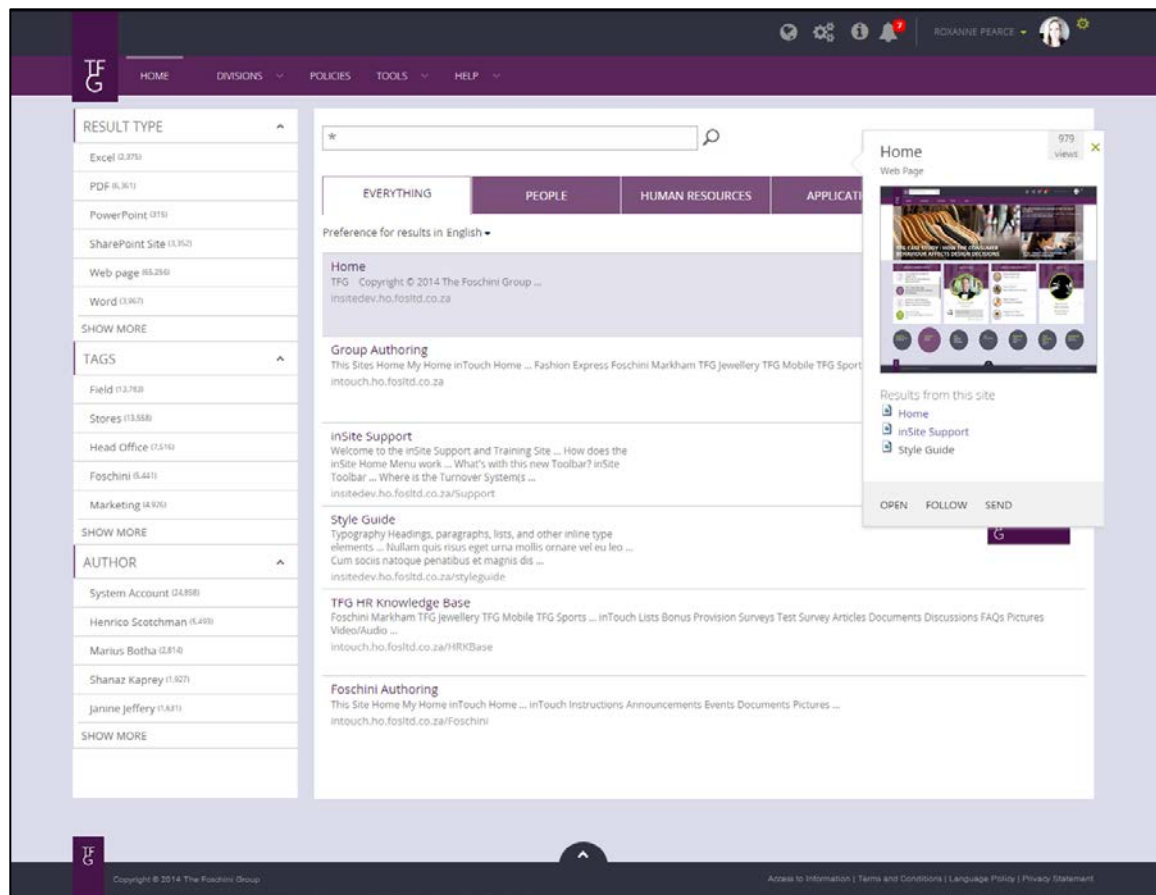 7
ROXANNE PEARCE
TFG
HOME DIVISIONS POLICIES TOOLS HELP
RESULT TYPE
Excel (2,375)
PDF (6,361)
PowerPoint (315)
SharePoint Site (3,352)
Web page (65,256)
Word (3,967)
SHOW MORE
TAGS
Field (13,783)
Stores (13,558)
Head Office (7,516)
Foschini (5,441)
Marketing (4,926)
SHOW MORE
AUTHOR
System Account (24,898)
Henrico Scotchman (5,493)
Marius Botha (2,814)
Shanaz Kaprey (1,927)
Janine Jeffery
SHOW MORE
*
EVERYTHING PEOPLE HUMAN RESOURCES APPLICATI
Preference for results in English
Home
TFG Copyright © 2014 The Foschini Group ...
insitedev.ho.fosltd.co.za
Group Authoring
This Sites Home My Home inTouch Home ... Fashion Express Foschini Markham TFG Jewellery TFG Mobile TFG Sport
intouch.ho.fosltd.co.za
inSite Support
Welcome to the inSite Support and Training Site ... How does the
inSite Home Menu work ... What's with this new Toolbar? inSite
Toolbar ... Where is the Turnover System(s ...
insitedev.ho.fosltd.co.za/Support
Style Guide
Typography Headings, paragraphs, lists, and other inline type
elements ... Nullam quis risus eget urna mollis ornare vel eu leo ...
Cum sociis natoque penatibus et magnis dis ...
insitedev.ho.fosltd.co.za/styleguide
TFG HR Knowledge Base
Foschini Markham TFG Jewellery TFG Mobile TFG Sports ... inTouch Lists Bonus Provision Surveys Test Survey Articles Documents Discussions FAQs Pictures
Video/Audio ...
intouch.ho.fosltd.co.za/HRKBase
Foschini Authoring
This Site Home My Home inTouch Home ... inTouch Instructions Announcements Events Documents Pictures ...
intouch.ho.fosltd.co.za/Foschini
979
views
Home
Web Page
TFG CASE STUDY : HOW THE CONSUMER
BEHAVIOUR AFFECTS DESIGN DECISIONS
Results from this site
Home
inSite Support
Style Guide
OPEN FOLLOW SEND
G
TFG
Copyright © 2014 The Foschini Group
Access to Information | Terms and Conditions | Language Policy | Privacy Statement